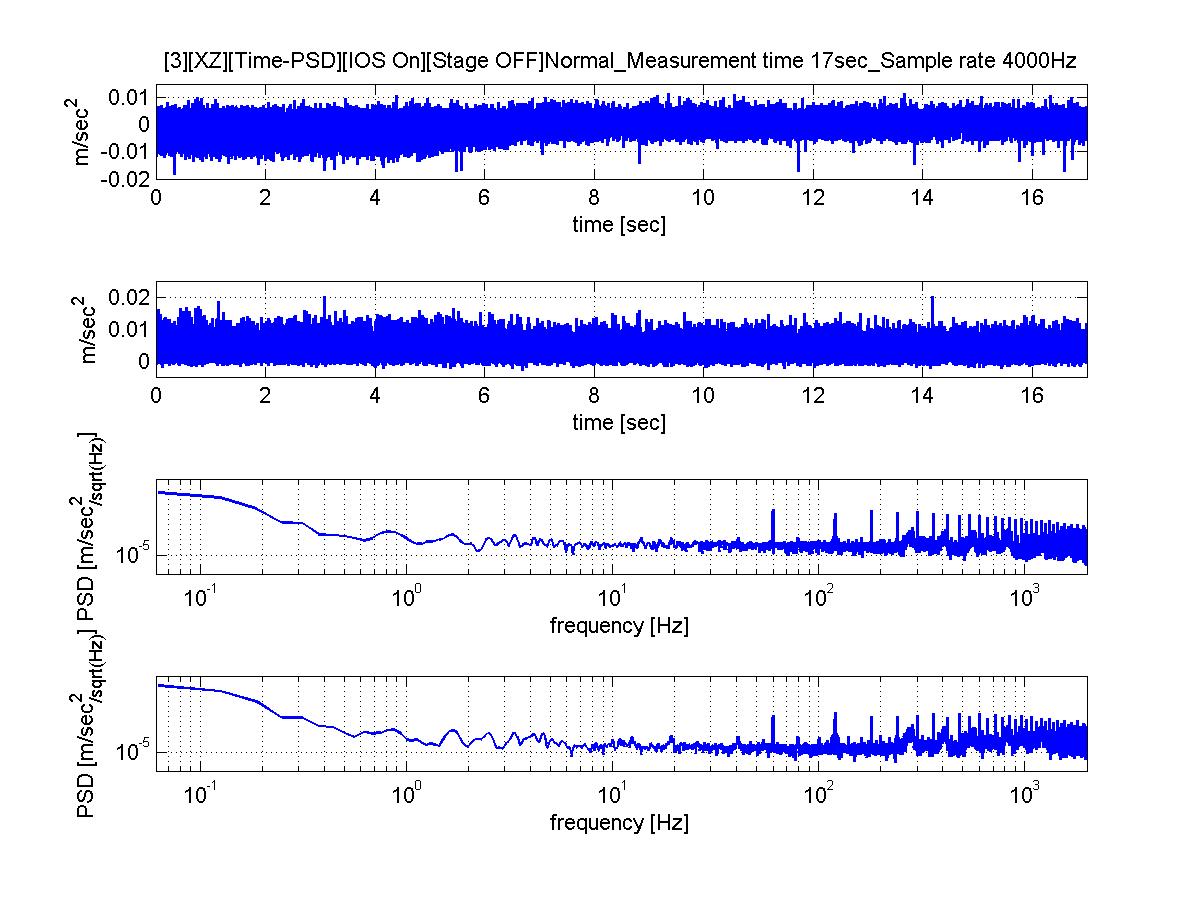 [3][XZ][Time-PSD][IOS On][Stage OFF]Normal_Measurement time 17sec_Sample rate 4000Hz
m/sec²
0.01
0
-0.01
-0.02
0 2 4 6 8 10 12 14 16
time [sec]
m/sec²
0.02
0.01
0
0 2 4 6 8 10 12 14 16
time [sec]
PSD [m/sec²/sqrt(Hz)]
10⁻⁵
10⁻¹ 10⁰ 10¹ 10² 10³
frequency [Hz]
PSD [m/sec²/sqrt(Hz)]
10⁻⁵
10⁻¹ 10⁰ 10¹ 10² 10³
frequency [Hz]